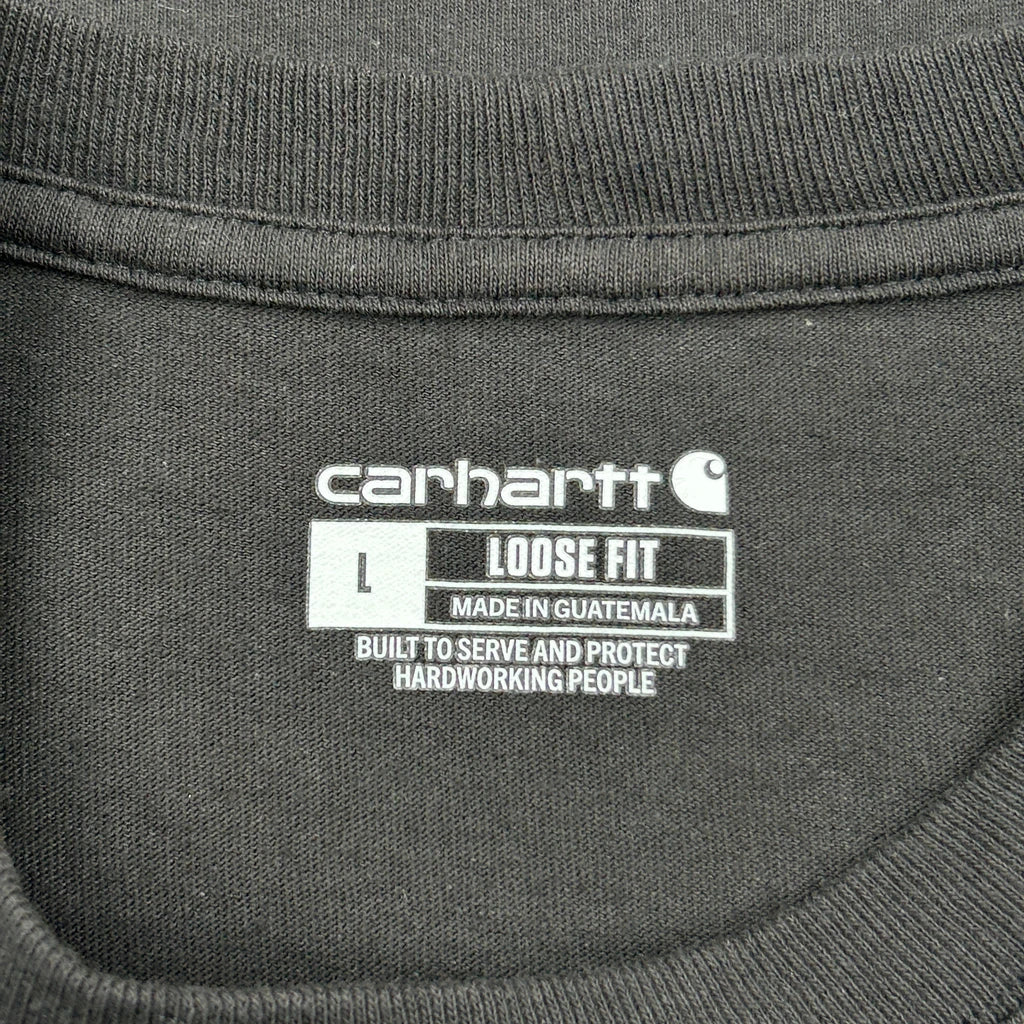 carhartt
L
LOOSE FIT
MADE IN GUATEMALA
BUILT TO SERVE AND PROTECT
HARDWORKING PEOPLE